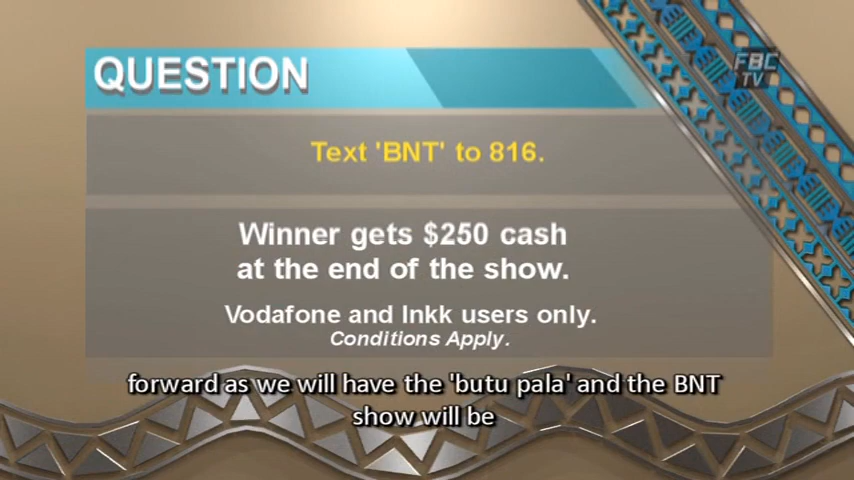 QUESTION
FBC
TV
Text 'BNT' to 816.
Winner gets $250 cash
at the end of the show.
Vodafone and Inkk users only.
Conditions Apply.
forward as we will have the 'butu pala' and the BNT
show will be